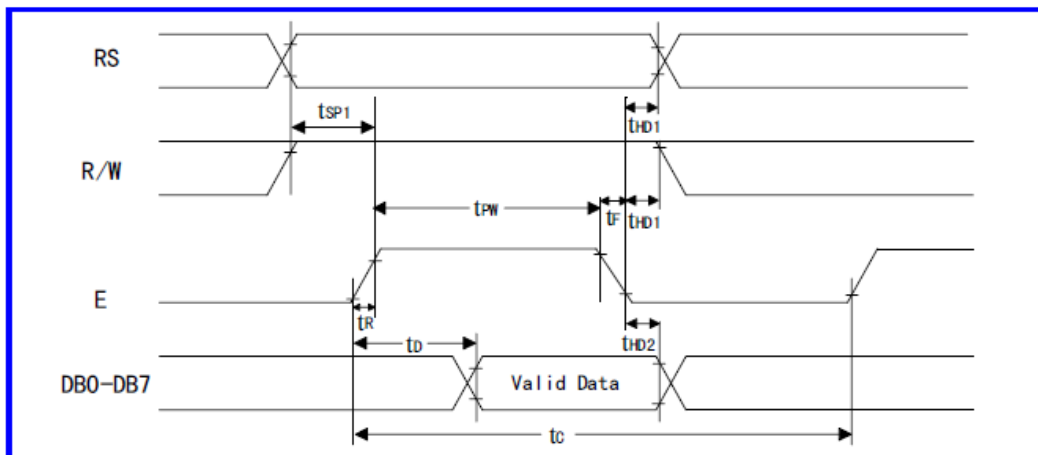 RS
tSP1
tHD1
R/W
tPW
tF
tHD1
E
tR
tD
tHD2
DB0-DB7
Valid Data
tC